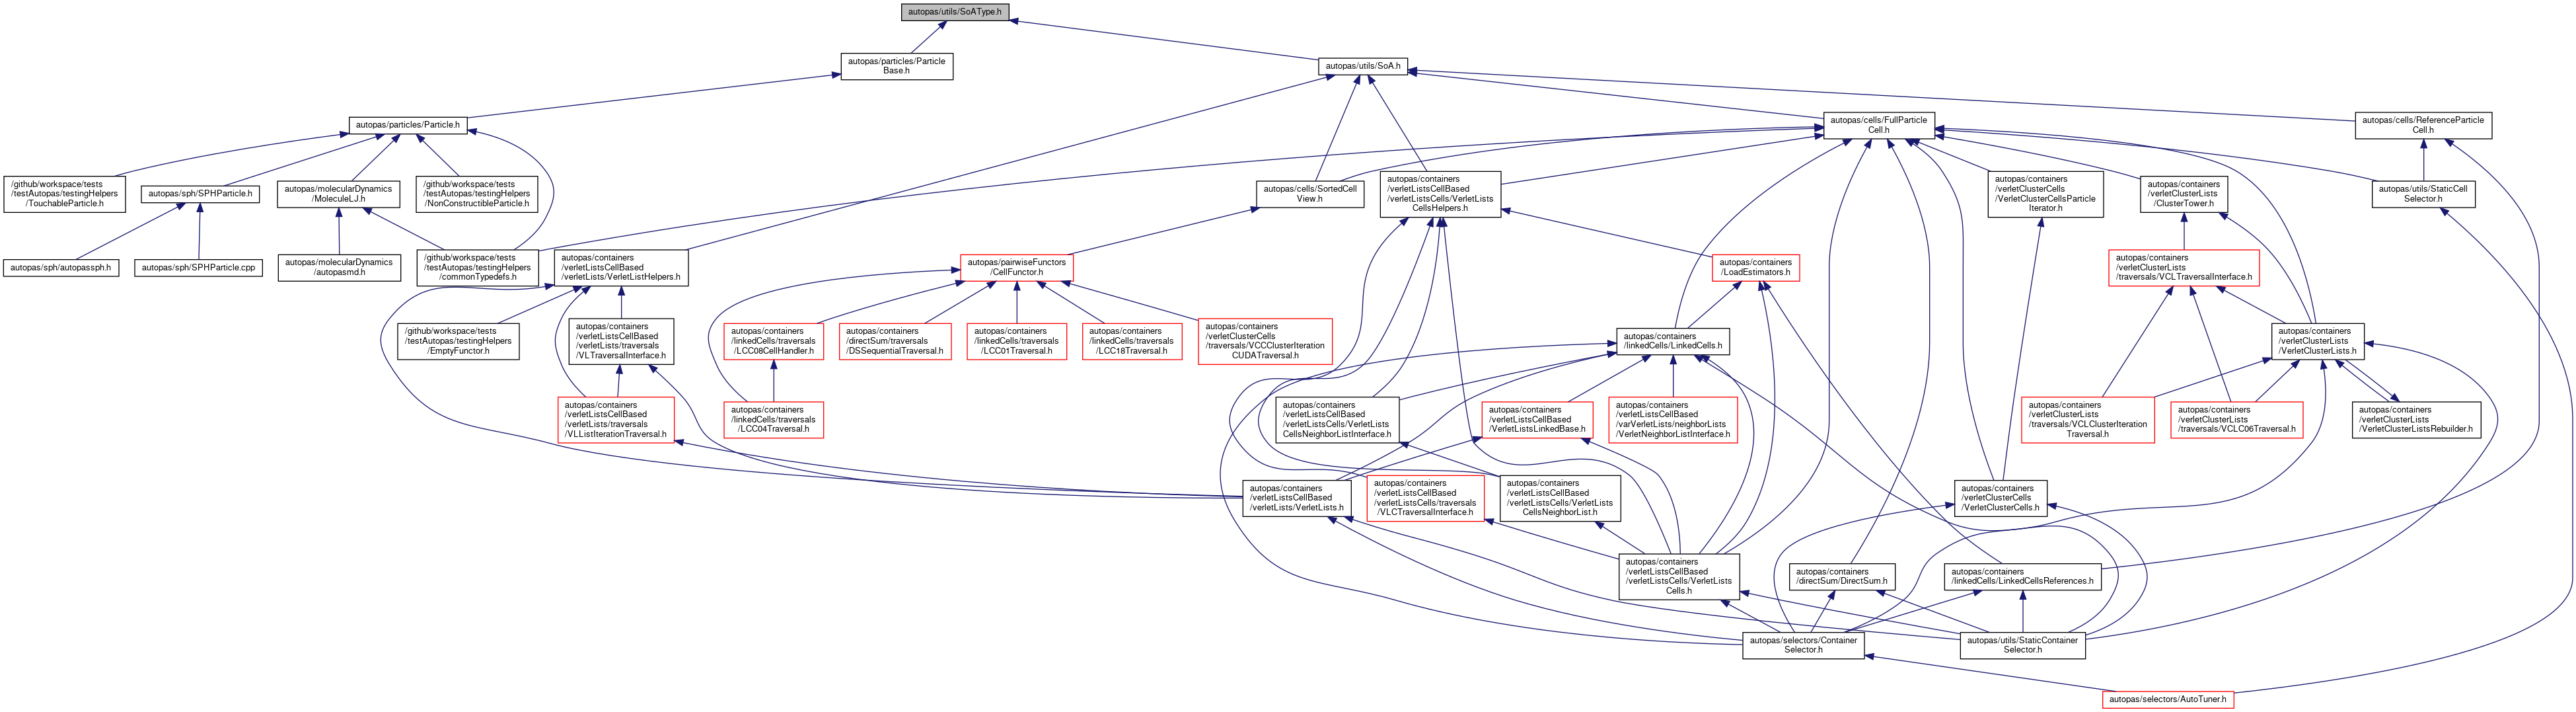 autopas/utils/SoAType.h
autopas/particles/Particle
Base.h
autopas/utils/SoA.h
autopas/particles/Particle.h
autopas/cells/FullParticle
Cell.h
autopas/cells/ReferenceParticle
Cell.h
/github/workspace/tests
/testAutopas/testingHelpers
/TouchableParticle.h
autopas/sph/SPHParticle.h
autopas/molecularDynamics
/MoleculeLJ.h
/github/workspace/tests
/testAutopas/testingHelpers
/NonConstructibleParticle.h
autopas/cells/SortedCell
View.h
autopas/containers
/verletListsCellBased
/verletListsCells/VerletLists
CellsHelpers.h
autopas/containers
/verletClusterCells
/VerletClusterCellsParticle
Iterator.h
autopas/containers
/verletClusterLists
/ClusterTower.h
autopas/utils/StaticCell
Selector.h
autopas/sph/autopassph.h
autopas/sph/SPHParticle.cpp
autopas/molecularDynamics
/autopasmd.h
/github/workspace/tests
/testAutopas/testingHelpers
/commonTypedefs.h
autopas/containers
/verletListsCellBased
/verletLists/VerletListHelpers.h
autopas/pairwiseFunctors
/CellFunctor.h
autopas/containers
/LoadEstimators.h
autopas/containers
/verletClusterLists
/traversals/VCLTraversalInterface.h
/github/workspace/tests
/testAutopas/testingHelpers
/EmptyFunctor.h
autopas/containers
/verletListsCellBased
/verletLists/traversals
/VLTraversalInterface.h
autopas/containers
/linkedCells/traversals
/LCC08CellHandler.h
autopas/containers
/directSum/traversals
/DSSequentialTraversal.h
autopas/containers
/linkedCells/traversals
/LCC01Traversal.h
autopas/containers
/linkedCells/traversals
/LCC18Traversal.h
autopas/containers
/verletClusterCells
/traversals/VCCClusterIteration
CUDATraversal.h
autopas/containers
/linkedCells/LinkedCells.h
autopas/containers
/verletClusterLists
/VerletClusterLists.h
autopas/containers
/verletListsCellBased
/verletLists/traversals
/VLListIterationTraversal.h
autopas/containers
/linkedCells/traversals
/LCC04Traversal.h
autopas/containers
/verletListsCellBased
/verletListsCells/VerletLists
CellsNeighborListInterface.h
autopas/containers
/verletListsCellBased
/VerletListsLinkedBase.h
autopas/containers
/verletListsCellBased
/varVerletLists/neighborLists
/VerletNeighborListInterface.h
autopas/containers
/verletClusterLists
/traversals/VCLClusterIteration
Traversal.h
autopas/containers
/verletClusterLists
/traversals/VCLC06Traversal.h
autopas/containers
/verletClusterLists
/VerletClusterListsRebuilder.h
autopas/containers
/verletListsCellBased
/verletLists/VerletLists.h
autopas/containers
/verletListsCellBased
/verletListsCells/traversals
/VLCTraversalInterface.h
autopas/containers
/verletListsCellBased
/verletListsCells/VerletLists
CellsNeighborList.h
autopas/containers
/verletClusterCells
/VerletClusterCells.h
autopas/containers
/verletListsCellBased
/verletListsCells/VerletLists
Cells.h
autopas/containers
/directSum/DirectSum.h
autopas/containers
/linkedCells/LinkedCellsReferences.h
autopas/selectors/Container
Selector.h
autopas/utils/StaticContainer
Selector.h
autopas/selectors/AutoTuner.h